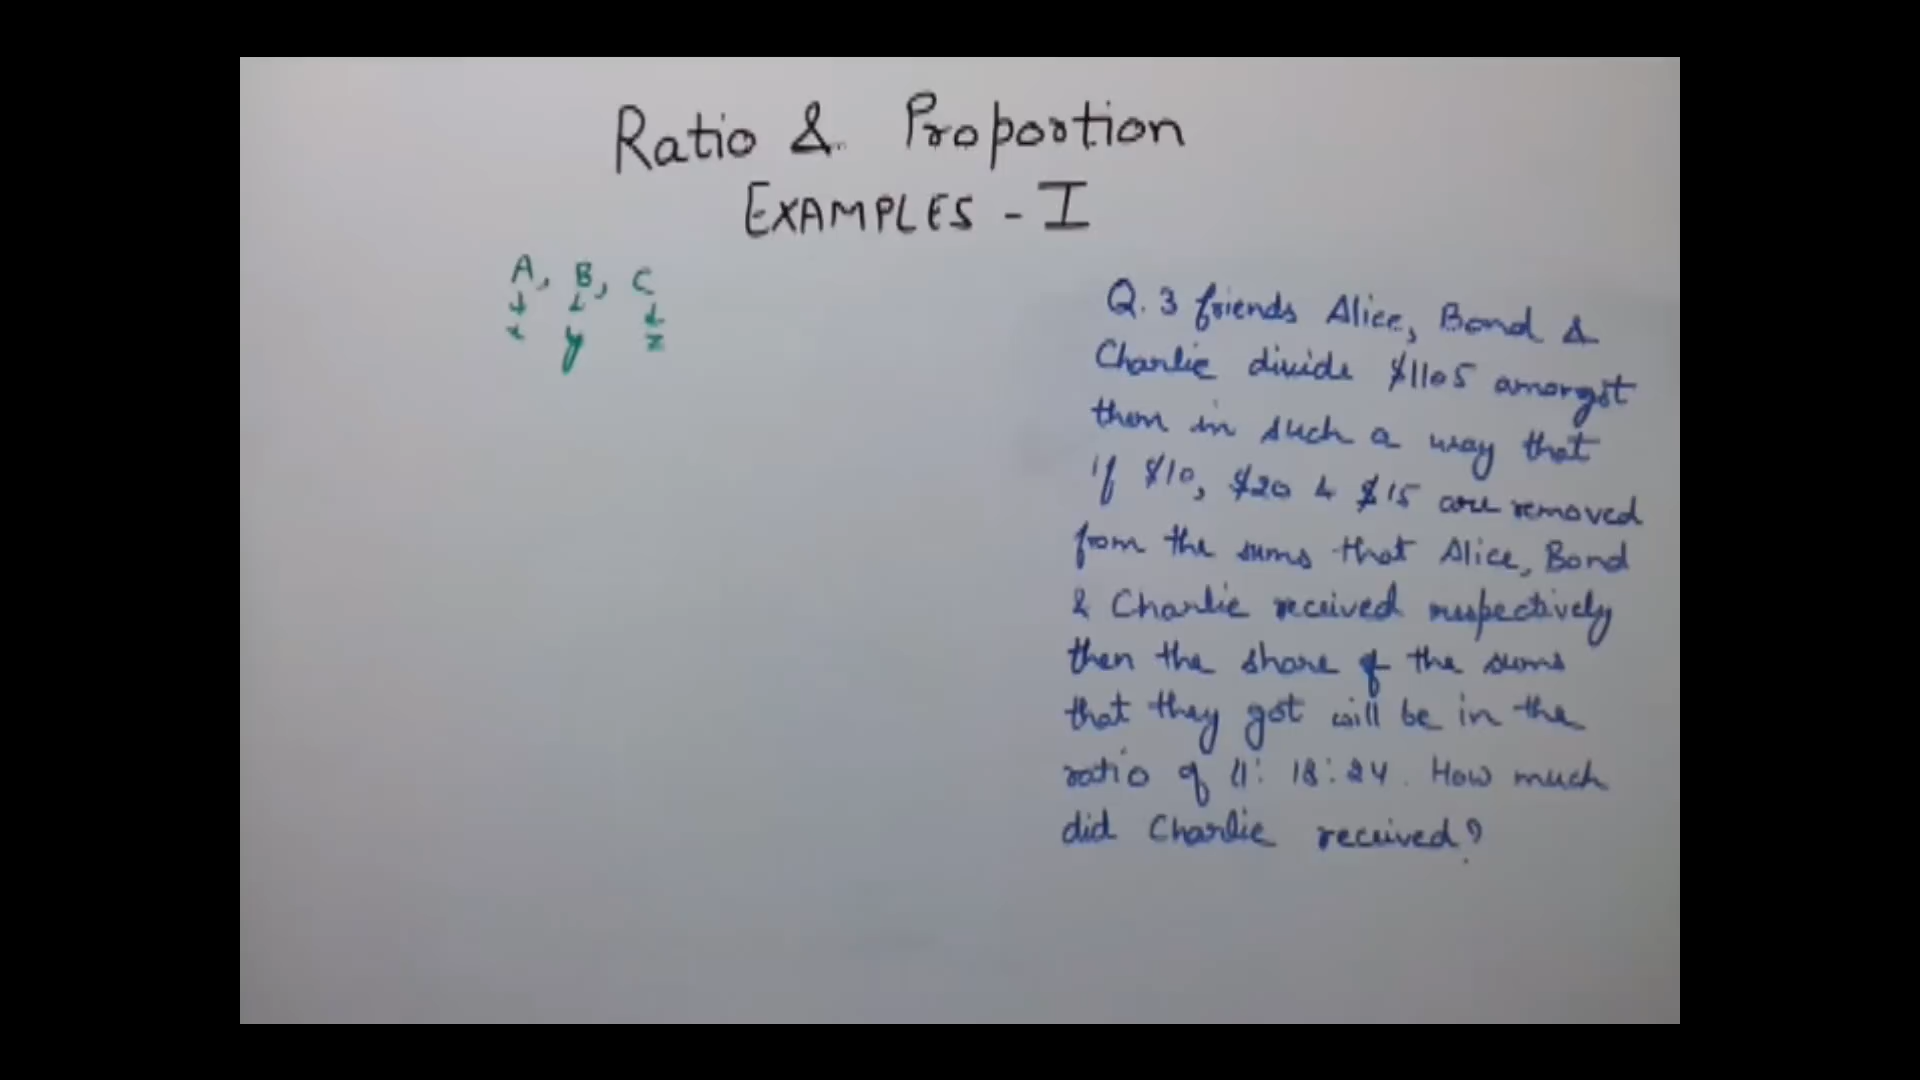 Ratio & Proportion
EXAMPLES - I
A, B, C
x y z
Q. 3 friends Alice, Bond &
Charlie divide $1105 amongst
them in such a way that
if $10, $20 & $15 are removed
from the sums that Alice, Bond
& Charlie received respectively
then the share of the sums
that they got will be in the
ratio of 11: 18: 24. How much
did Charlie received?